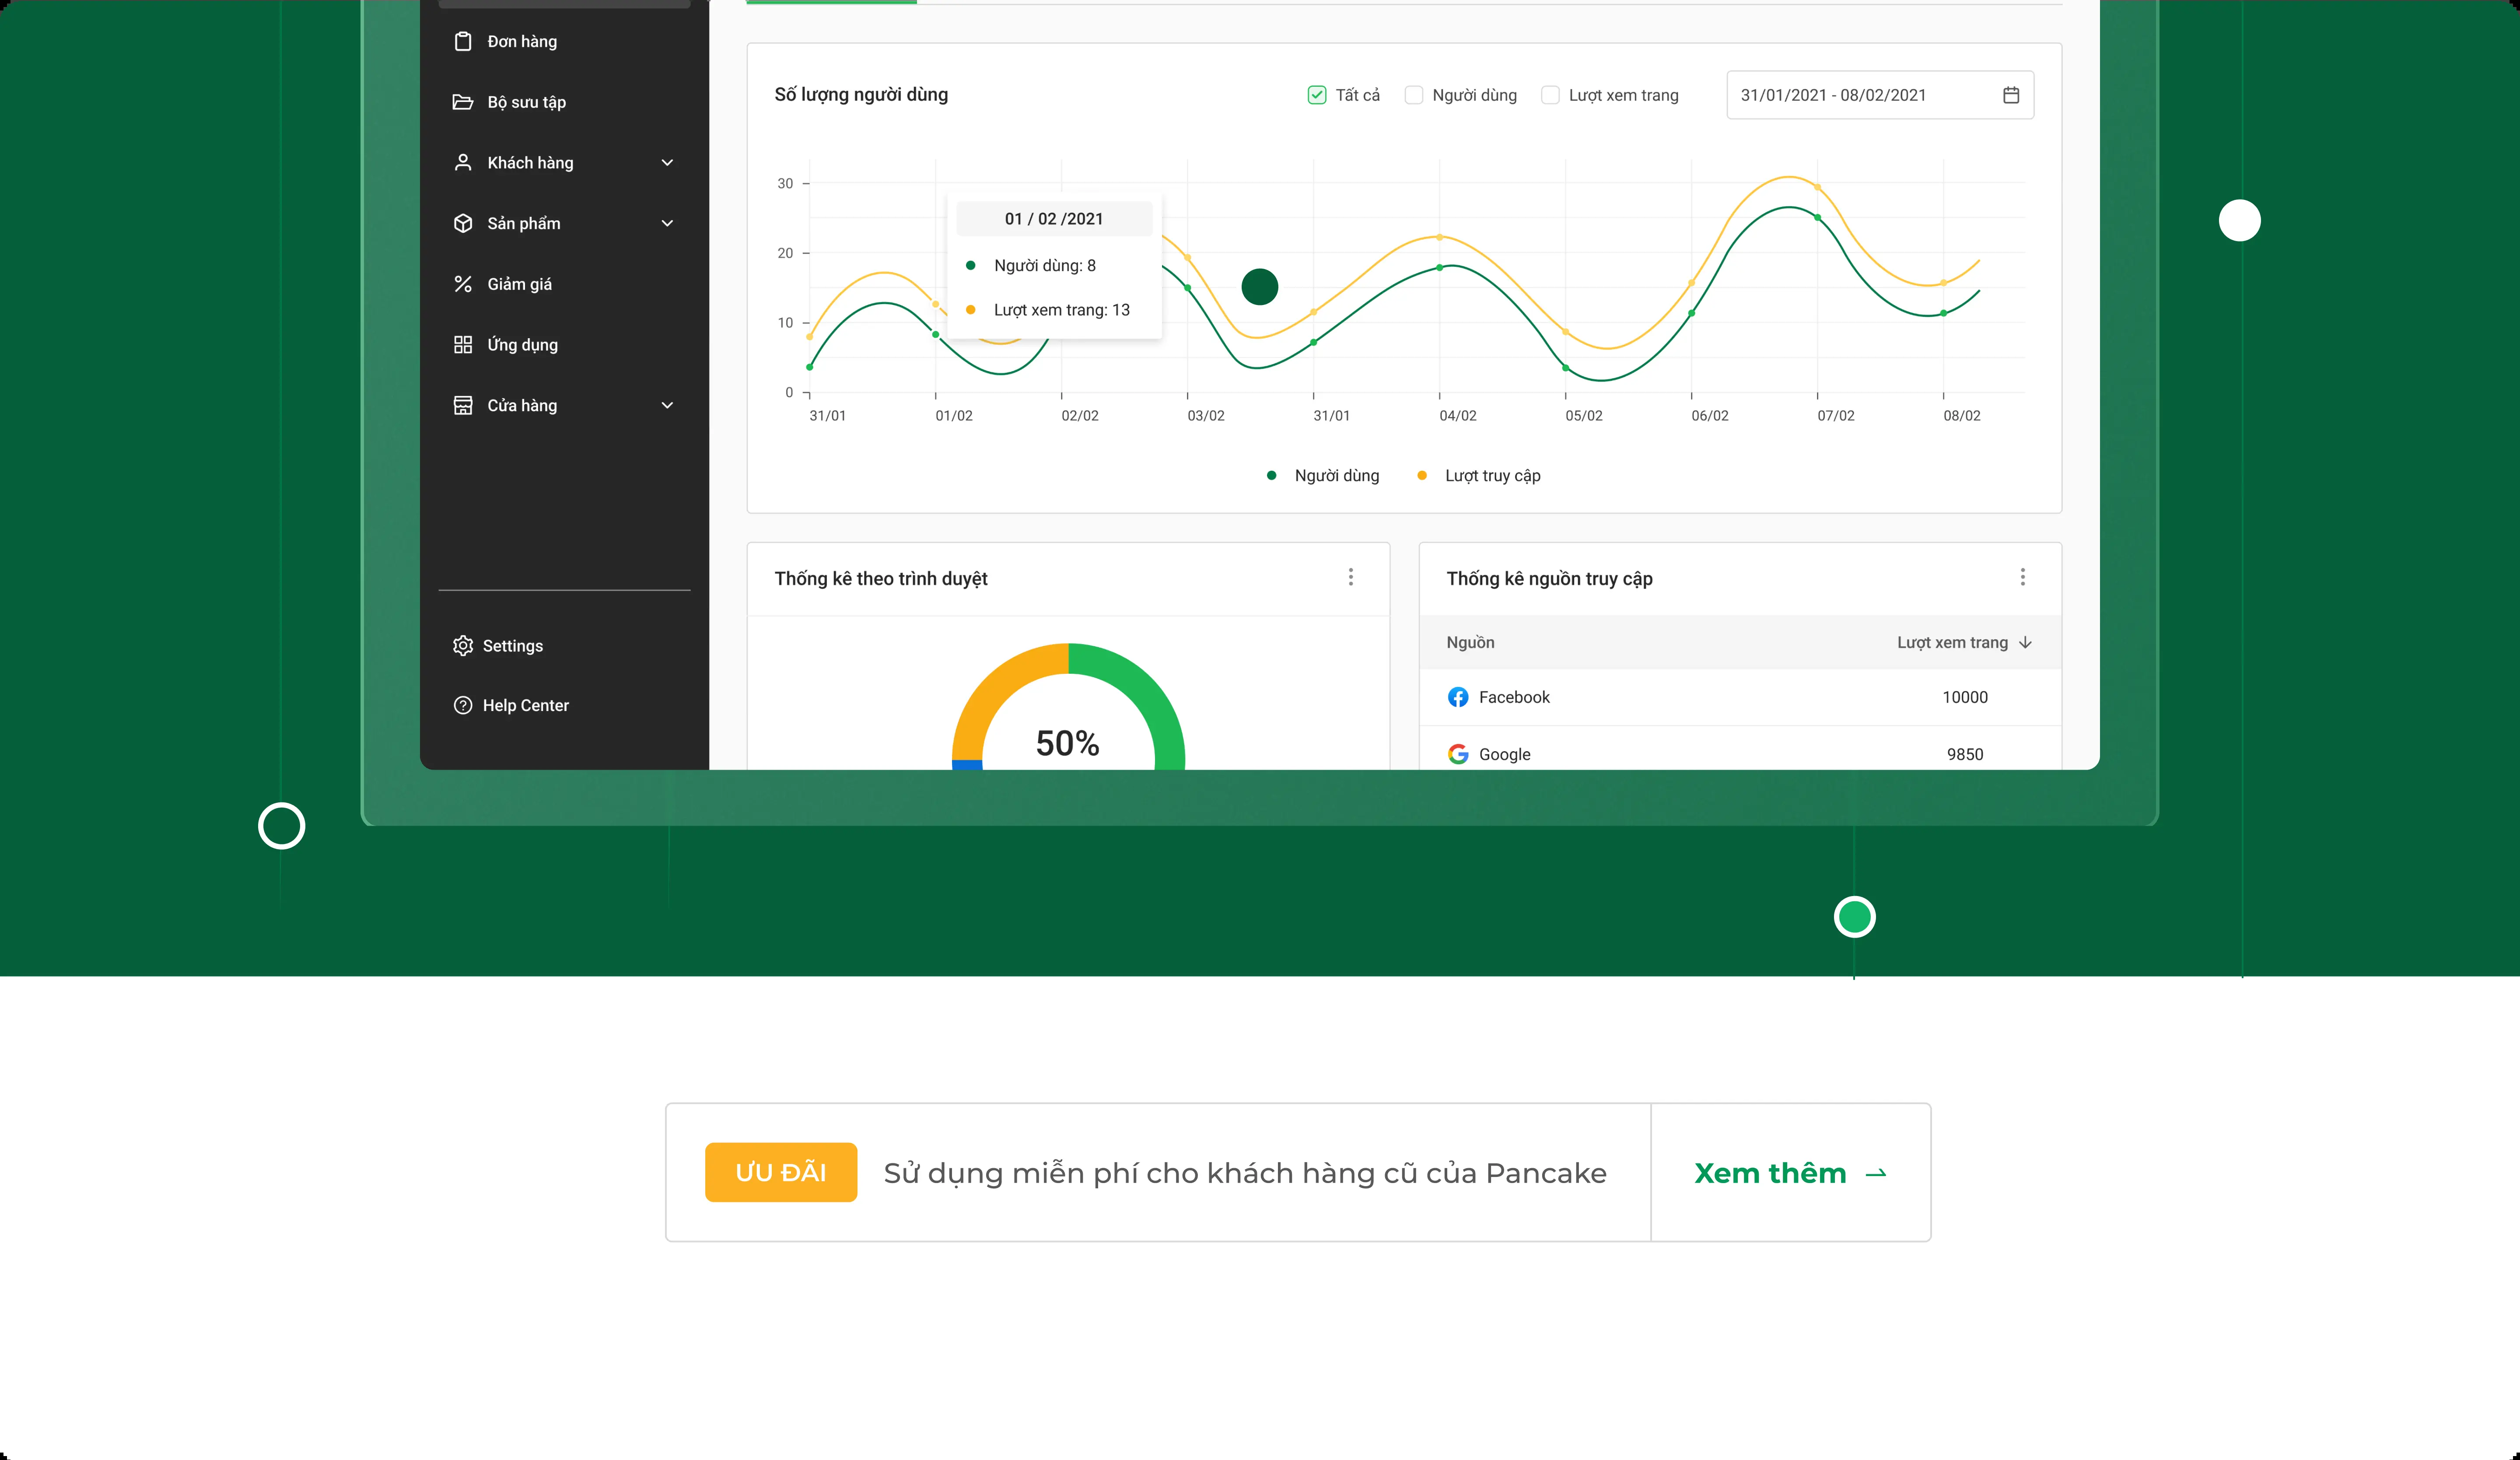 Đơn hàng
Bộ sưu tập
Khách hàng
Sản phẩm
Giảm giá
Ứng dụng
Cửa hàng
Settings
Help Center
Số lượng người dùng
Tất cả
Người dùng
Lượt xem trang
31/01/2021 - 08/02/2021
30
20
10
0
01 / 02 /2021
Người dùng: 8
Lượt xem trang: 13
31/01
01/02
02/02
03/02
31/01
04/02
05/02
06/02
07/02
08/02
Người dùng
Lượt truy cập
Thống kê theo trình duyệt
50%
Thống kê nguồn truy cập
Nguồn
Lượt xem trang
Facebook
10000
Google
9850
ƯU ĐÃI
Sử dụng miễn phí cho khách hàng cũ của Pancake
Xem thêm